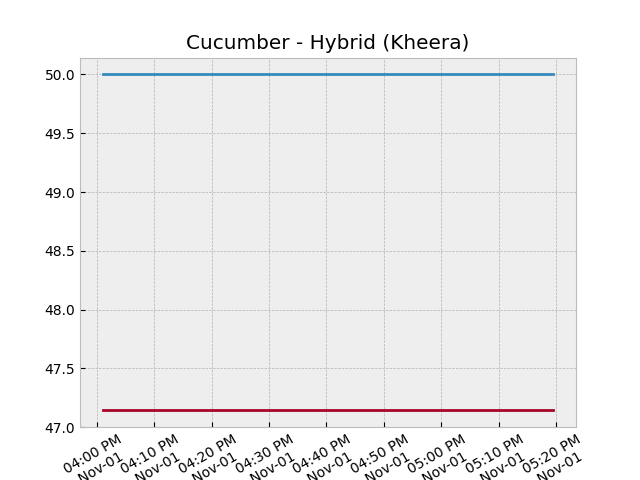 Cucumber - Hybrid (Kheera)
50.0
49.5
49.0
48.5
48.0
47.5
47.0
04:00 PM
Nov-01
04:10 PM
Nov-01
04:20 PM
Nov-01
04:30 PM
Nov-01
04:40 PM
Nov-01
04:50 PM
Nov-01
05:00 PM
Nov-01
05:10 PM
Nov-01
05:20 PM
Nov-01